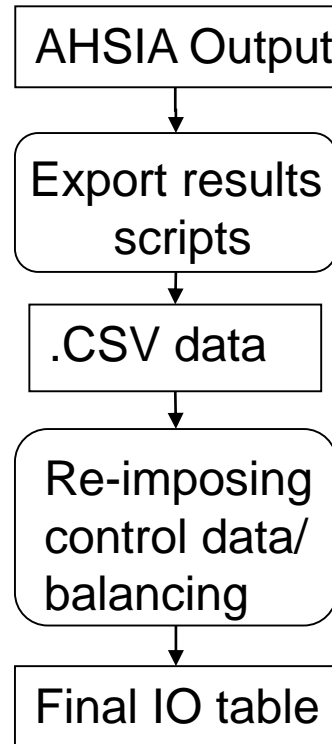 AHSIA Output
Export results
scripts
.CSV data
Re-imposing
control data/
balancing
Final IO table